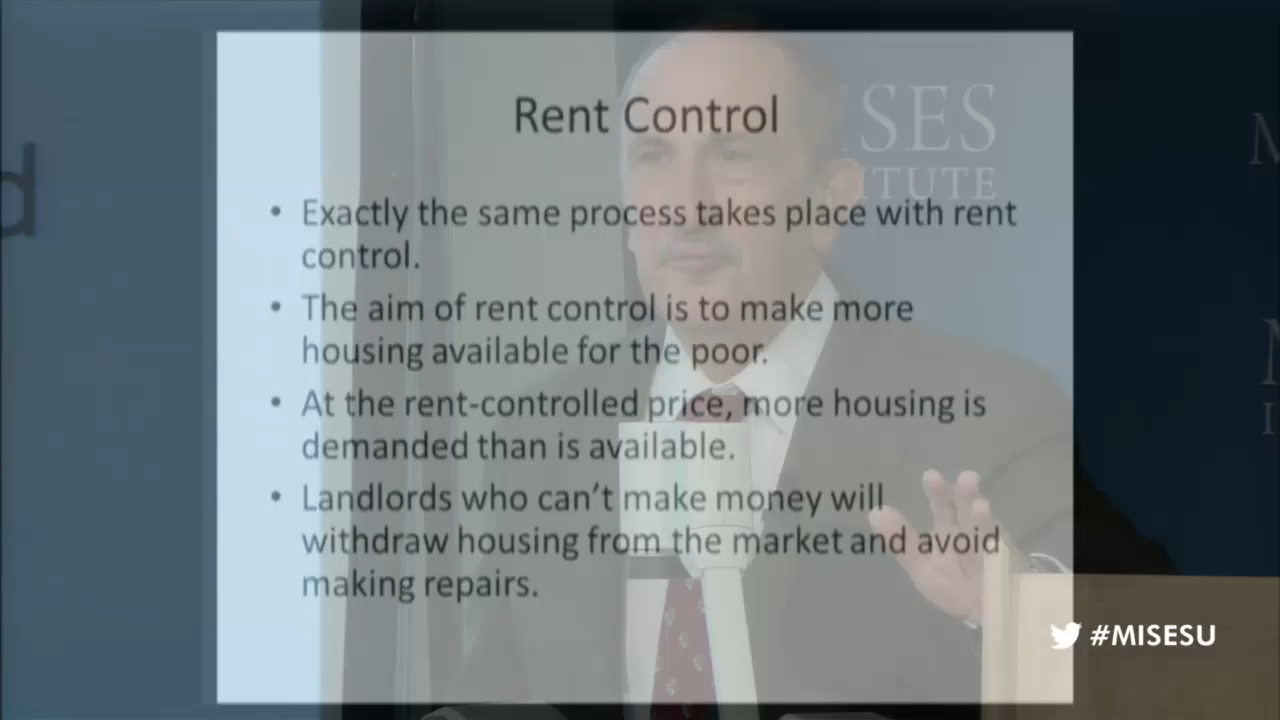 Rent Control
• Exactly the same process takes place with rent
control.
• The aim of rent control is to make more
housing available for the poor.
• At the rent-controlled price, more housing is
demanded than is available.
• Landlords who can't make money will
withdraw housing from the market and avoid
making repairs.
ISES
ITUTE
d
M
I
#MISESU